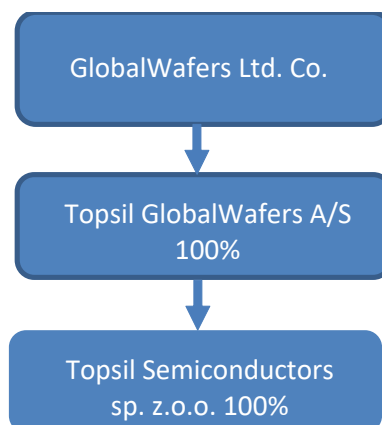 GlobalWafers Ltd. Co.
Topsil GlobalWafers A/S
100%
Topsil Semiconductors
sp. z.o.o. 100%